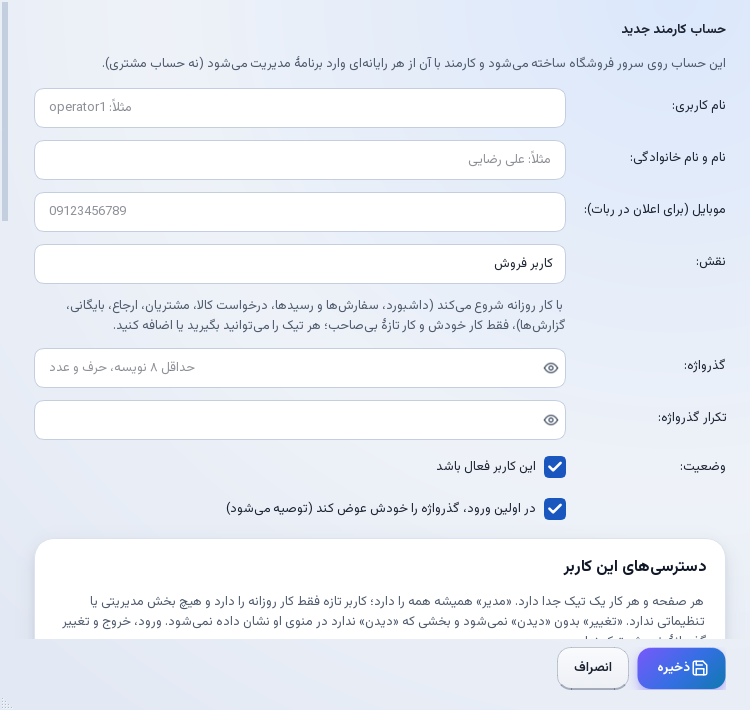 حساب کارمند جدید
این حساب روی سرور فروشگاه ساخته می‌شود و کارمند با آن از هر رایانه‌ای وارد برنامهٔ مدیریت می‌شود (نه حساب مشتری).
نام کاربری:
مثلاً: operator1
نام و نام خانوادگی:
مثلاً: علی رضایی
موبایل (برای اعلان در ربات):
09123456789
نقش:
کاربر فروش
با کار روزانه شروع می‌کند (داشبورد، سفارش‌ها و رسیدها، درخواست کالا، مشتریان، ارجاع، بایگانی،
گزارش‌ها)، فقط کار خودش و کار تازهٔ بی‌صاحب؛ هر تیک را می‌توانید بگیرید یا اضافه کنید.
گذرواژه:
حداقل ۸ نویسه، حرف و عدد
تکرار گذرواژه:
وضعیت:
این کاربر فعال باشد
در اولین ورود، گذرواژه را خودش عوض کند (توصیه می‌شود)
دسترسی‌های این کاربر
هر صفحه و هر کار یک تیک جدا دارد. «مدیر» همیشه همه را دارد؛ کاربر تازه فقط کار روزانه را دارد و هیچ بخش مدیریتی یا
تنظیماتی ندارد. «تغییر» بدون «دیدن» نمی‌شود و بخشی که «دیدن» ندارد در منوی او نشان داده نمی‌شود. ورود، خروج و تغییر
ذخیره
انصراف